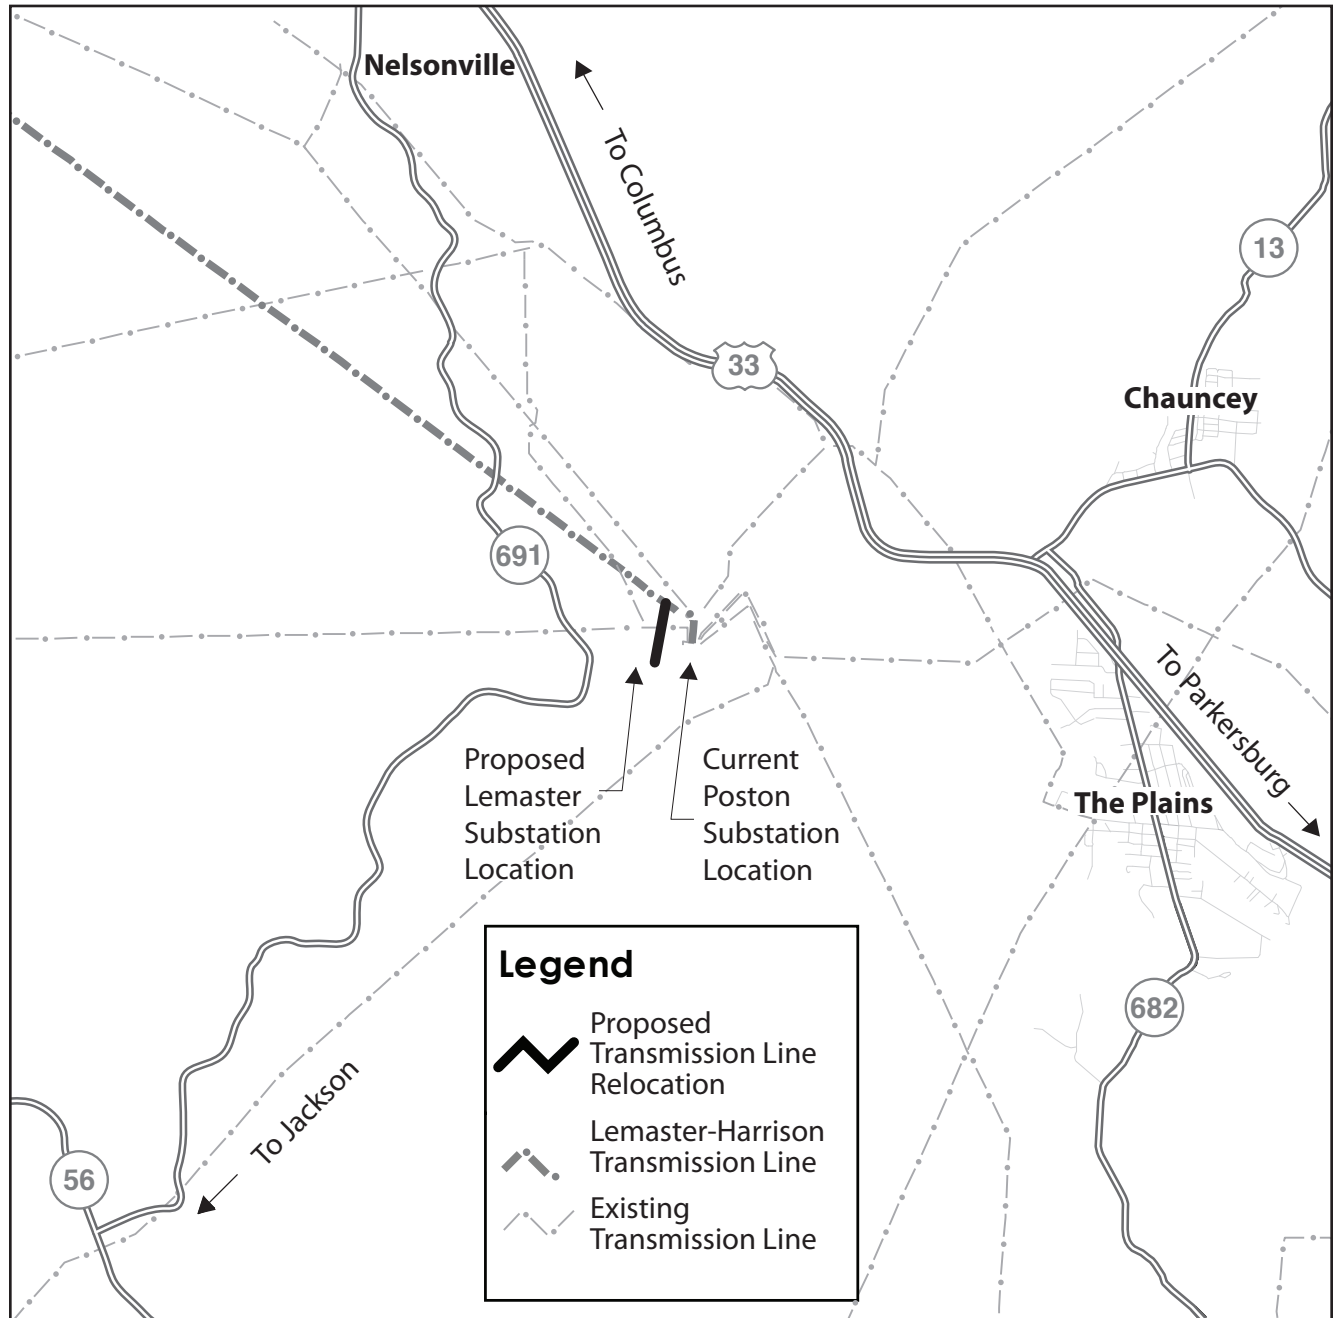 Nelsonville
To Columbus
13
33
Chauncey
691
To Parkersburg
Proposed
Lemaster
Substation
Location
Current
Poston
Substation
Location
The Plains
Legend
Proposed
Transmission Line
Relocation
Lemaster-Harrison
Transmission Line
Existing
Transmission Line
682
To Jackson
56